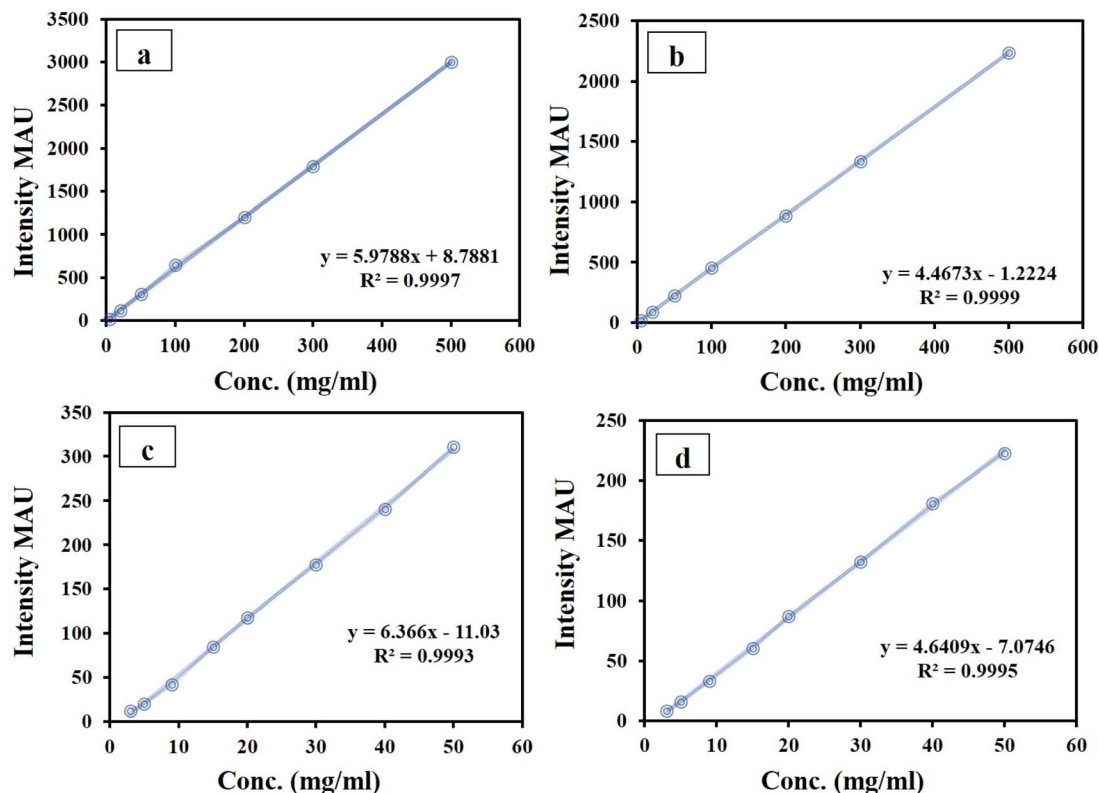 a
Intensity MAU
3500
3000
2500
2000
1500
1000
500
0
y = 5.9788x + 8.7881
R² = 0.9997
0 100 200 300 400 500 600
Conc. (mg/ml)
b
Intensity MAU
2500
2000
1500
1000
500
0
y = 4.4673x - 1.2224
R² = 0.9999
0 100 200 300 400 500 600
Conc. (mg/ml)
c
Intensity MAU
350
300
250
200
150
100
50
0
y = 6.366x - 11.03
R² = 0.9993
0 10 20 30 40 50 60
Conc. (mg/ml)
d
Intensity MAU
250
200
150
100
50
0
y = 4.6409x - 7.0746
R² = 0.9995
0 10 20 30 40 50 60
Conc. (mg/ml)